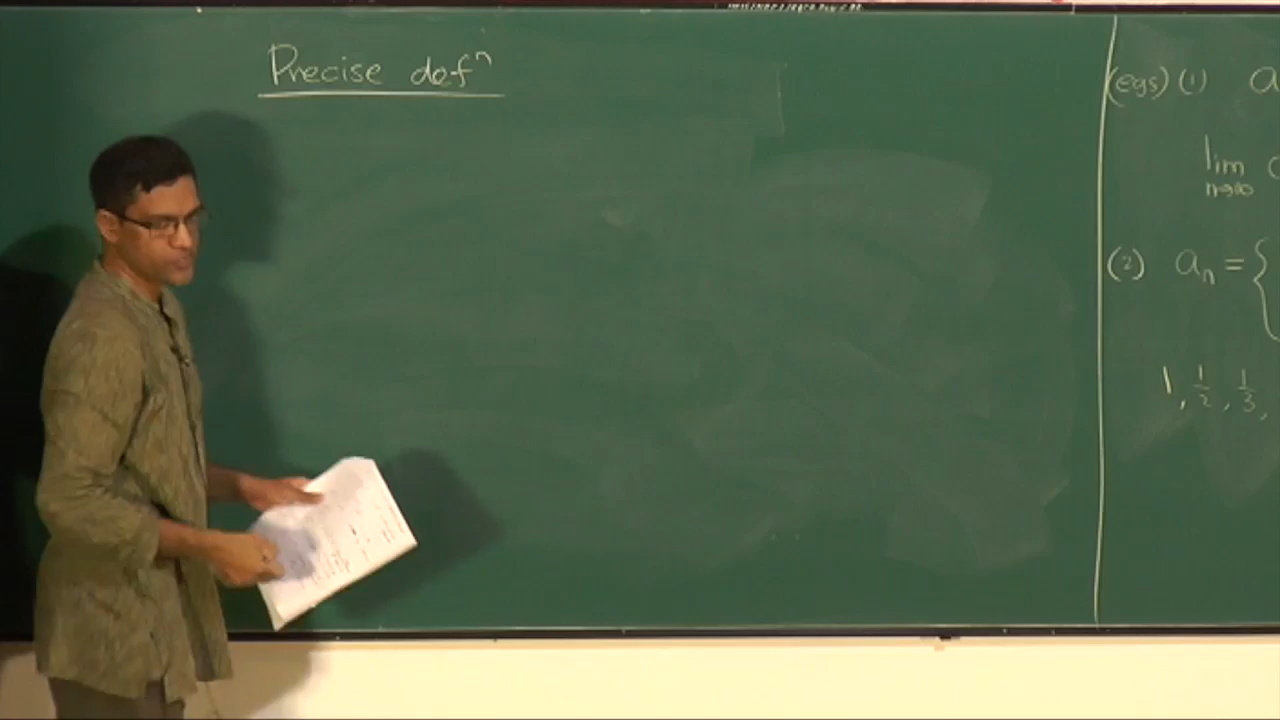 Precise defⁿ
(egs) (1) a
lim
n→∞
(2) aₙ = {
1, 1/2, 1/3,